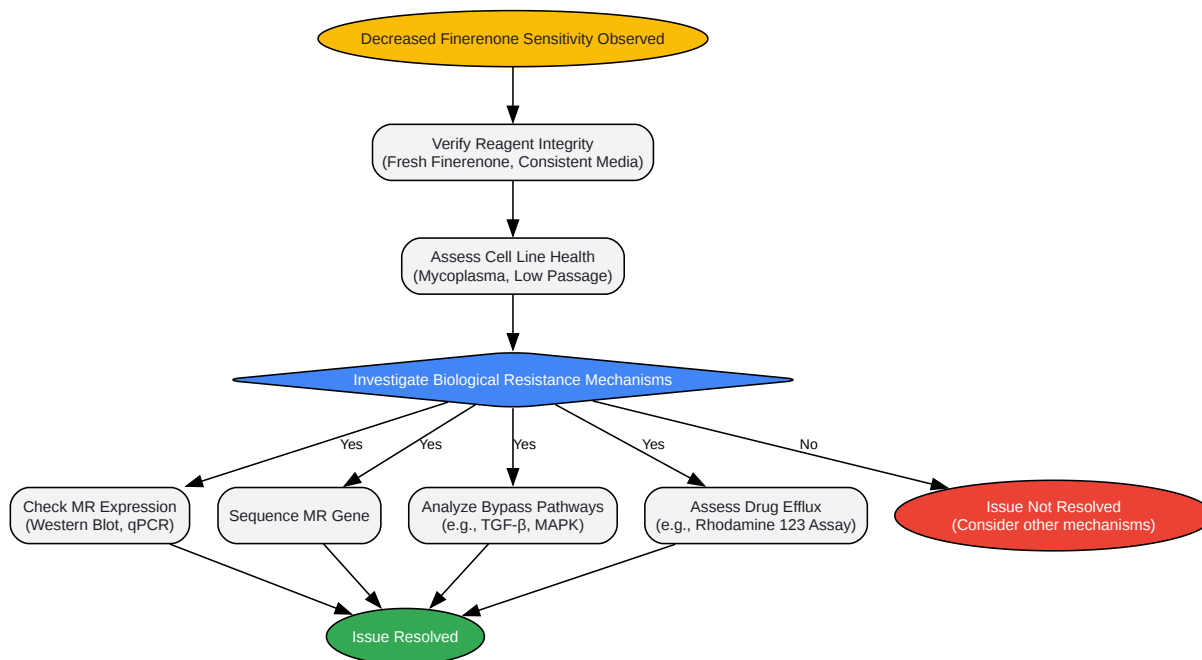 Decreased Finerenone Sensitivity Observed
Verify Reagent Integrity
(Fresh Finerenone, Consistent Media)
Assess Cell Line Health
(Mycoplasma, Low Passage)
Investigate Biological Resistance Mechanisms
Yes
Yes
Yes
Yes
No
Check MR Expression
(Western Blot, qPCR)
Sequence MR Gene
Analyze Bypass Pathways
(e.g., TGF-β, MAPK)
Assess Drug Efflux
(e.g., Rhodamine 123 Assay)
Issue Not Resolved
(Consider other mechanisms)
Issue Resolved